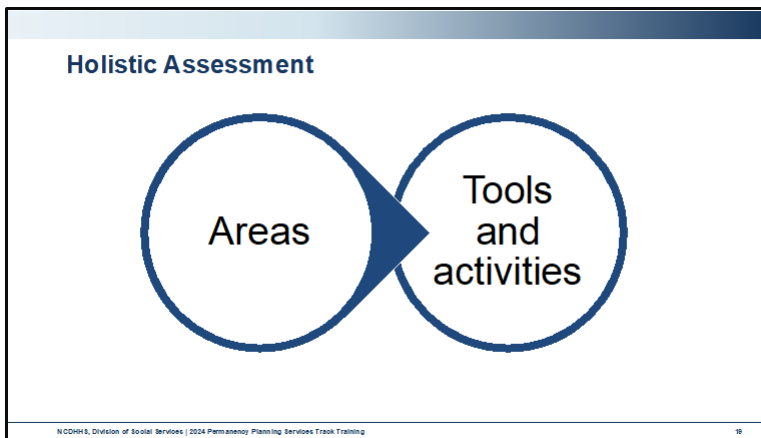 Holistic Assessment
Areas
Tools
and
activities
NCDHHS, Division of Social Services | 2024 Permanency Planning Services Track Training
19